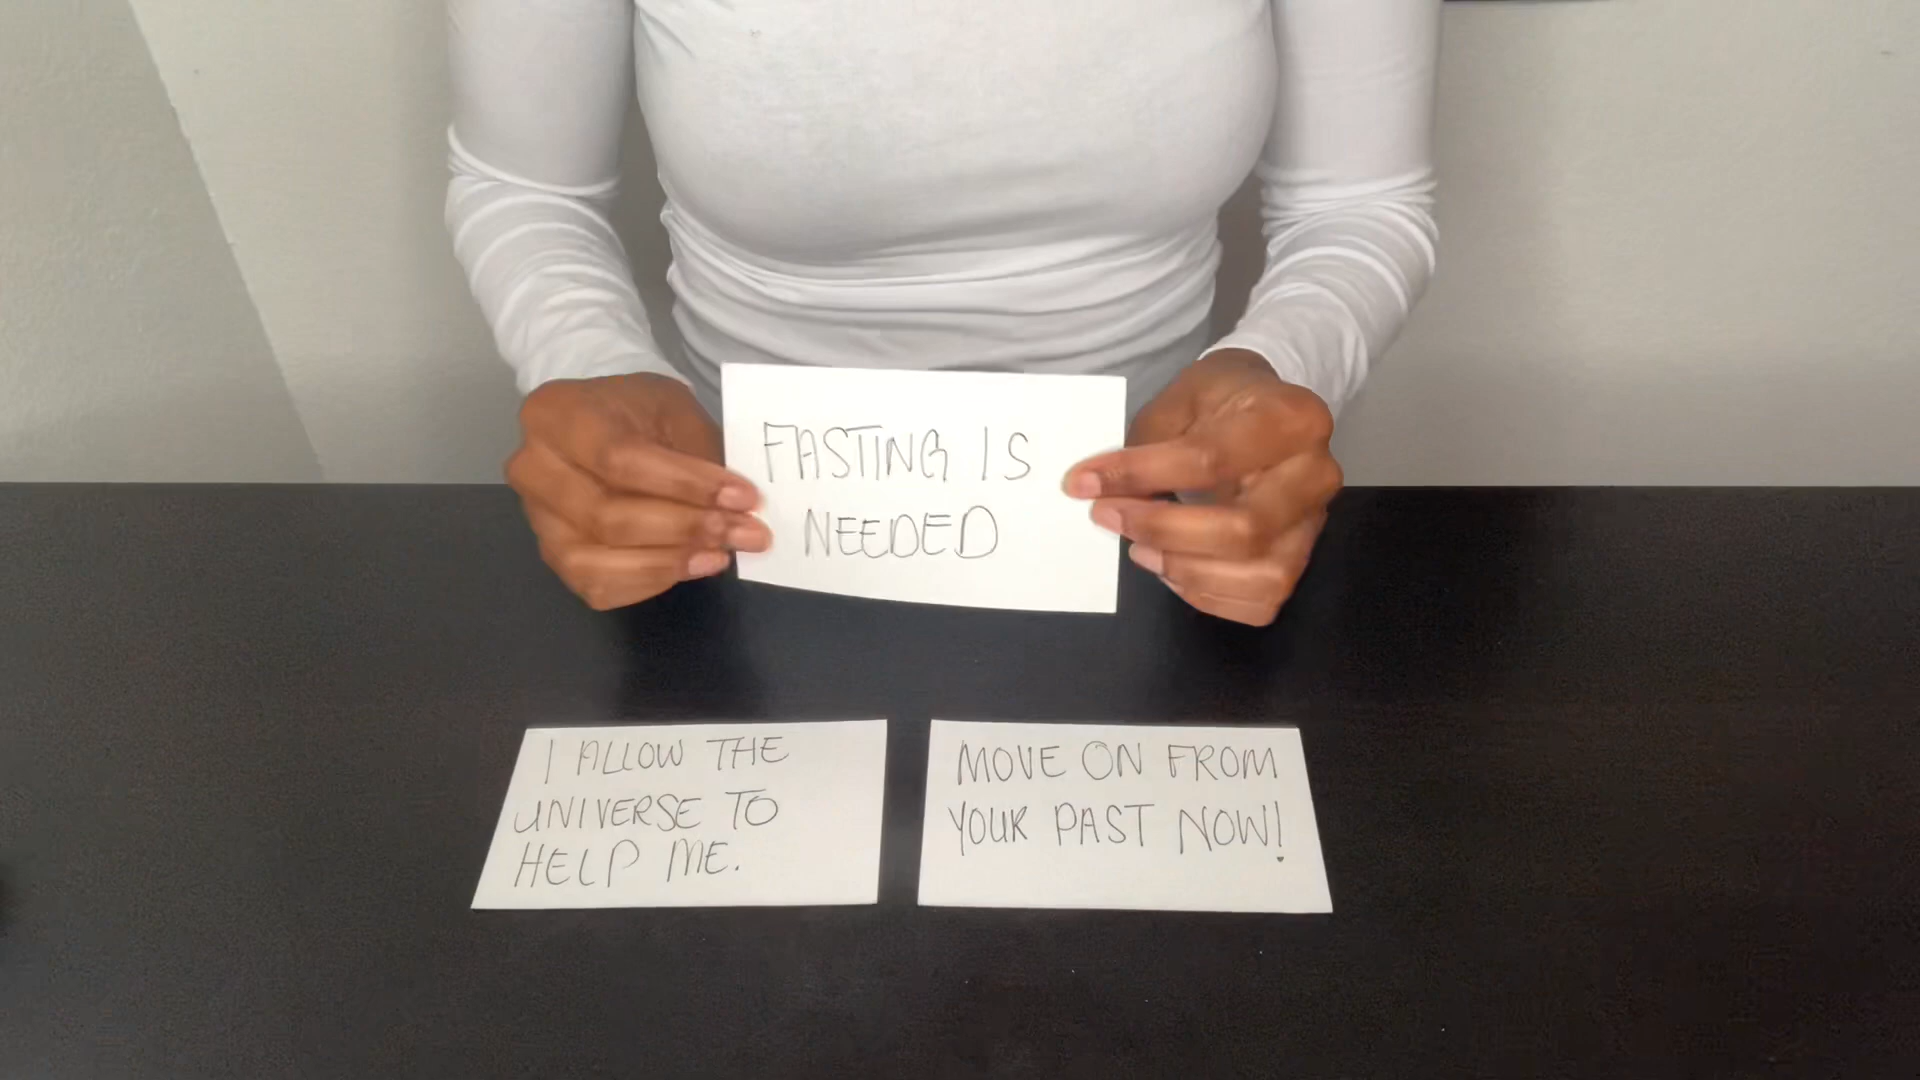 FASTING IS
NEEDED
I ALLOW THE
UNIVERSE TO
HELP ME.
MOVE ON FROM
YOUR PAST NOW!